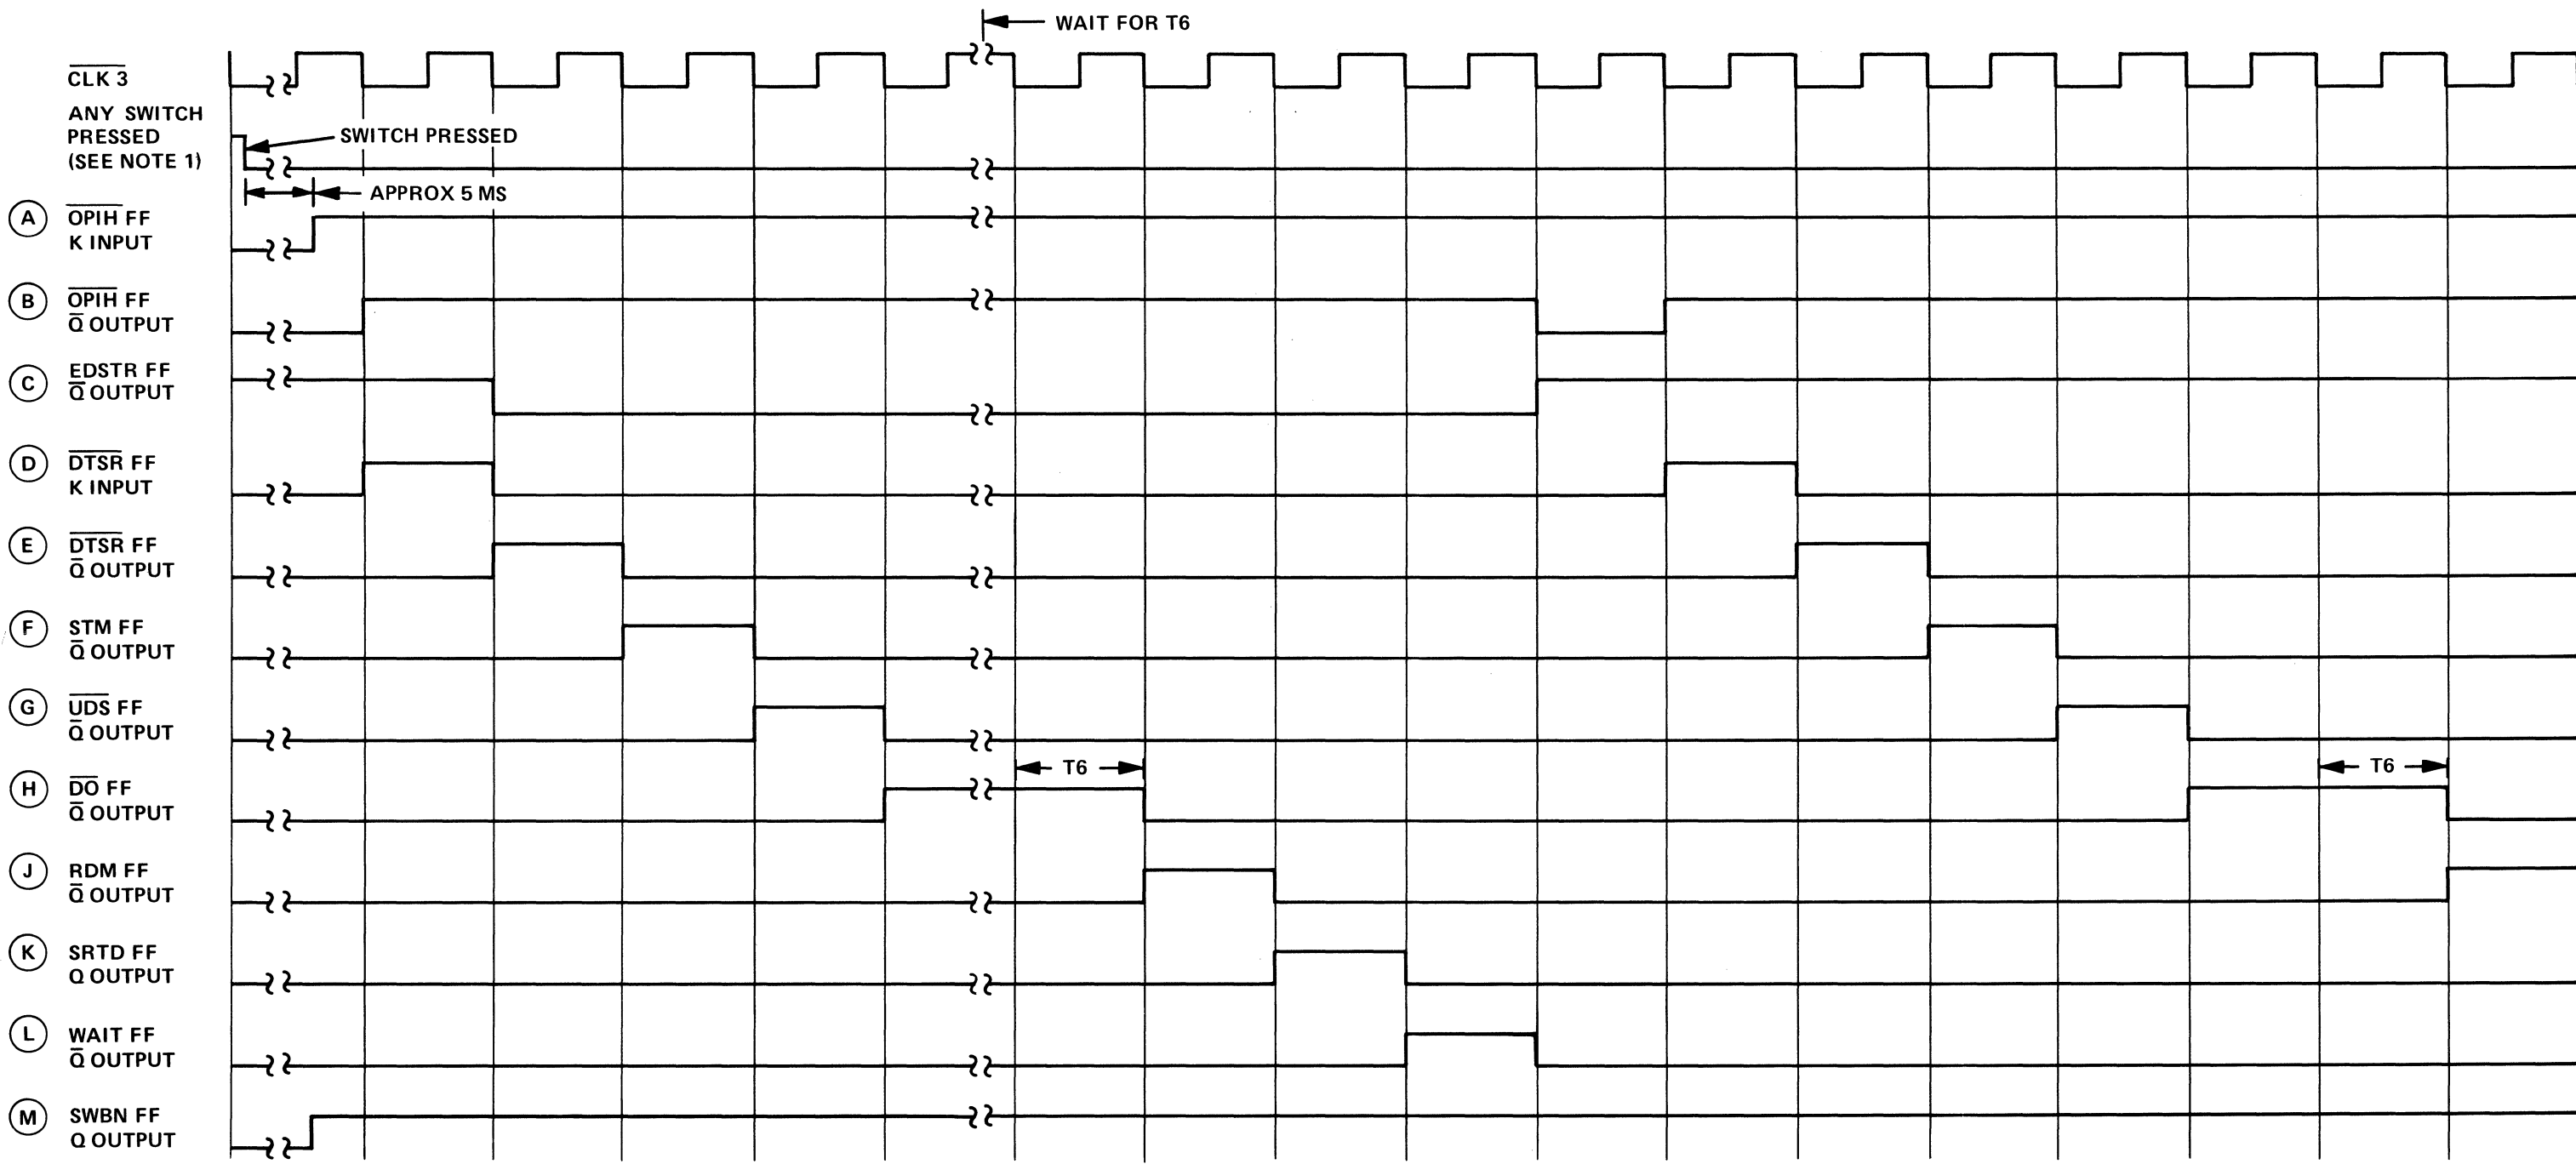 WAIT FOR T6
CLK 3
ANY SWITCH
PRESSED
(SEE NOTE 1)
SWITCH PRESSED
APPROX 5 MS
A
OPIH FF
K INPUT
B
OPIH FF
Q̅ OUTPUT
C
EDSTR FF
Q̅ OUTPUT
D
DTSR FF
K INPUT
E
DTSR FF
Q̅ OUTPUT
F
STM FF
Q̅ OUTPUT
G
UDS FF
Q̅ OUTPUT
T6
T6
H
DO FF
Q̅ OUTPUT
J
RDM FF
Q̅ OUTPUT
K
SRTD FF
Q OUTPUT
L
WAIT FF
Q̅ OUTPUT
M
SWBN FF
Q OUTPUT